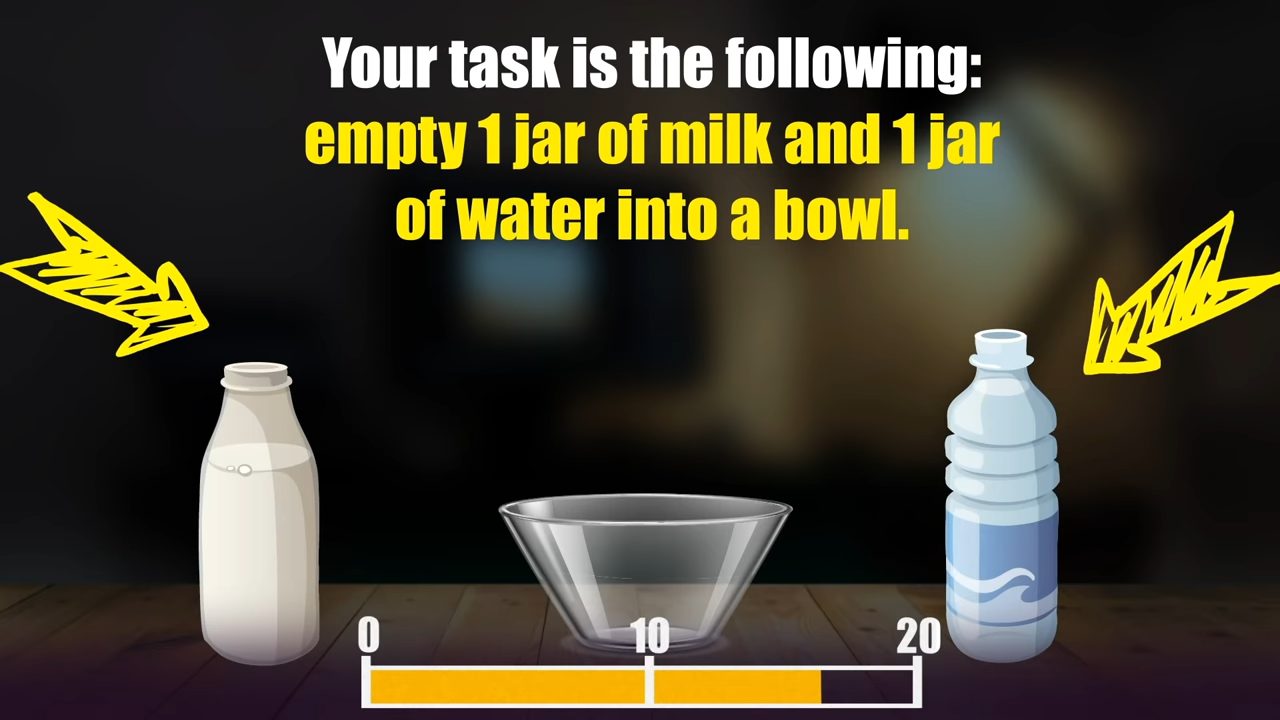 Your task is the following:
empty 1 jar of milk and 1 jar
of water into a bowl.
0 10 20